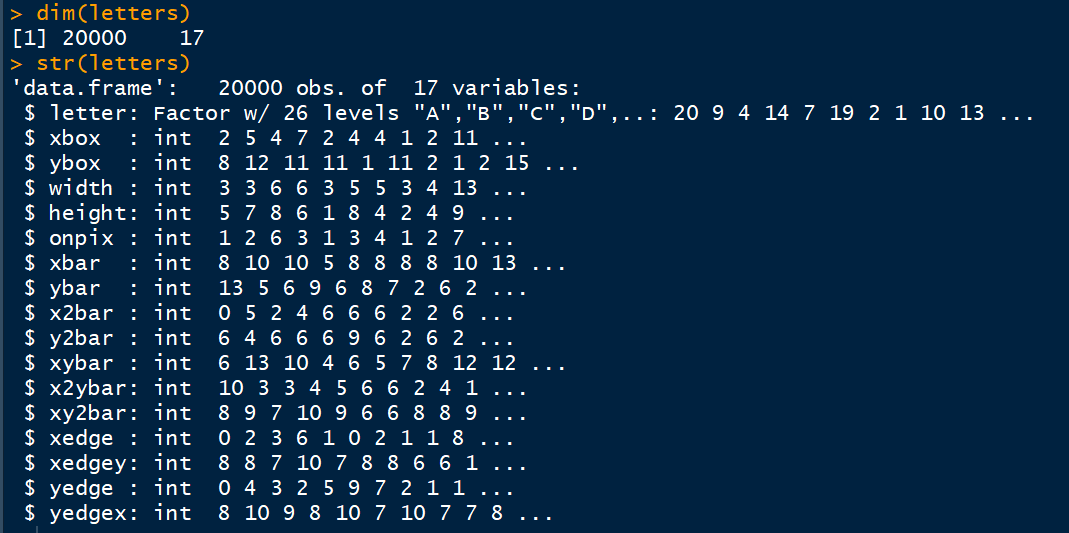 > dim(letters)
[1] 20000    17
> str(letters)
'data.frame':   20000 obs. of  17 variables:
 $ letter: Factor w/ 26 levels "A","B","C","D",..: 20 9 4 14 7 19 2 1 10 13 ...
 $ xbox  : int  2 5 4 7 2 4 4 1 2 11 ...
 $ ybox  : int  8 12 11 11 1 11 2 1 2 15 ...
 $ width : int  3 3 6 6 3 5 5 3 4 13 ...
 $ height: int  5 7 8 6 1 8 4 2 4 9 ...
 $ onpix : int  1 2 6 3 1 3 4 1 2 7 ...
 $ xbar  : int  8 10 10 5 8 8 8 8 10 13 ...
 $ ybar  : int  13 5 6 9 6 8 7 2 6 2 ...
 $ x2bar : int  0 5 2 4 6 6 6 2 2 6 ...
 $ y2bar : int  6 4 6 6 6 9 6 2 6 2 ...
 $ xybar : int  6 13 10 4 6 5 7 8 12 12 ...
 $ x2ybar: int  10 3 3 4 5 6 6 2 4 1 ...
 $ xy2bar: int  8 9 7 10 9 6 6 8 8 9 ...
 $ xedge : int  0 2 3 6 1 0 2 1 1 8 ...
 $ xedgey: int  8 8 7 10 7 8 8 6 6 1 ...
 $ yedge : int  0 4 3 2 5 9 7 2 1 1 ...
 $ yedgex: int  8 10 9 8 10 7 10 7 7 8 ...